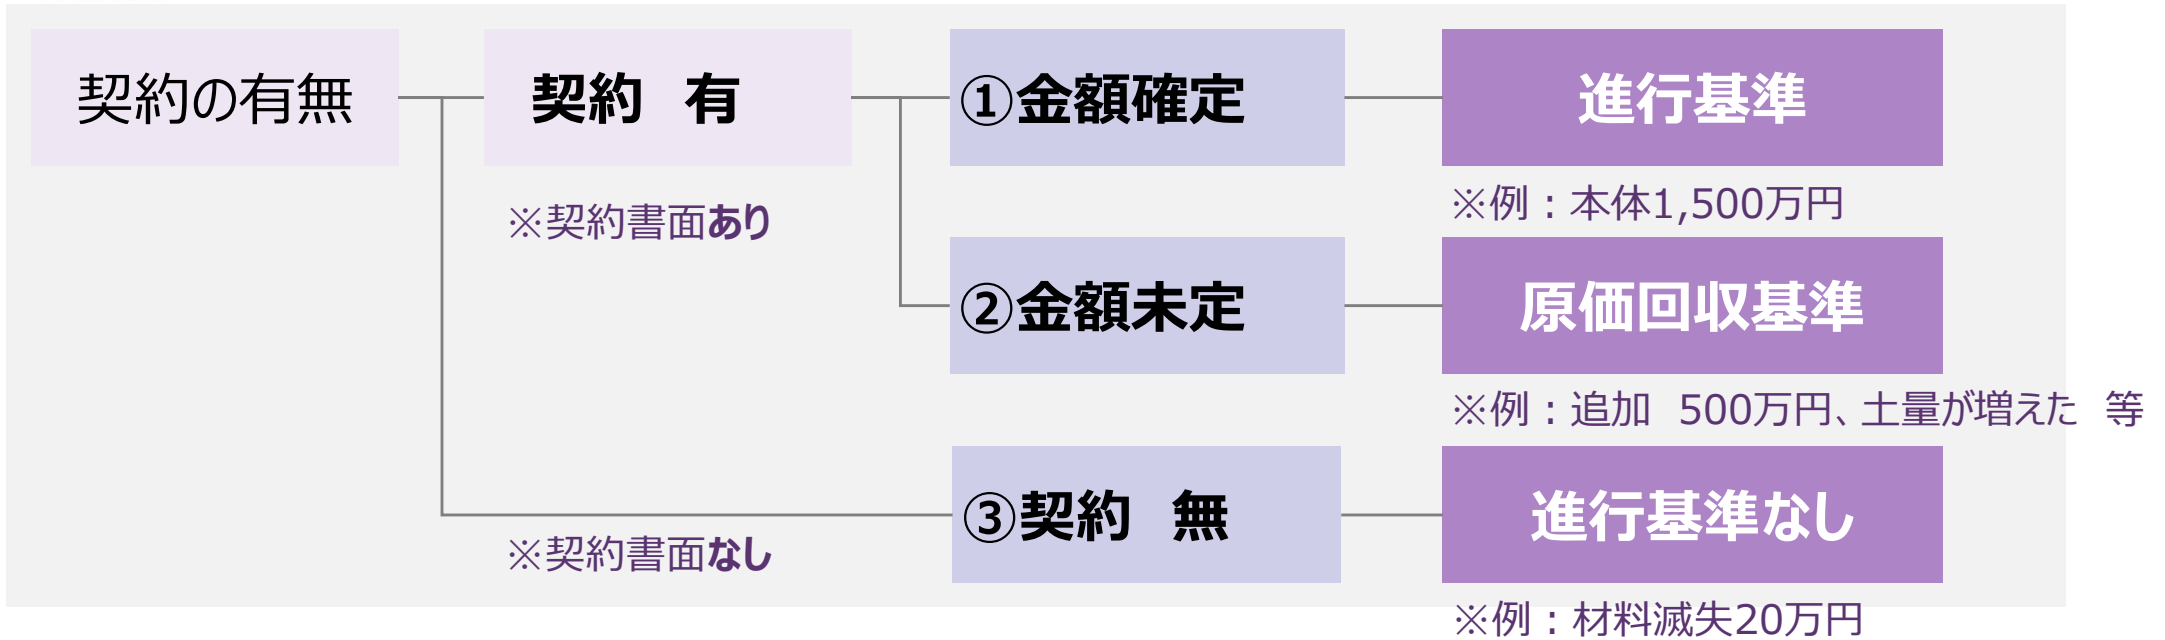 契約の有無
契約　有
①金額確定
進行基準
※契約書面あり
※例：本体1,500万円
②金額未定
原価回収基準
※例：追加　500万円、土量が増えた　等
③契約　無
進行基準なし
※契約書面なし
※例：材料滅失20万円